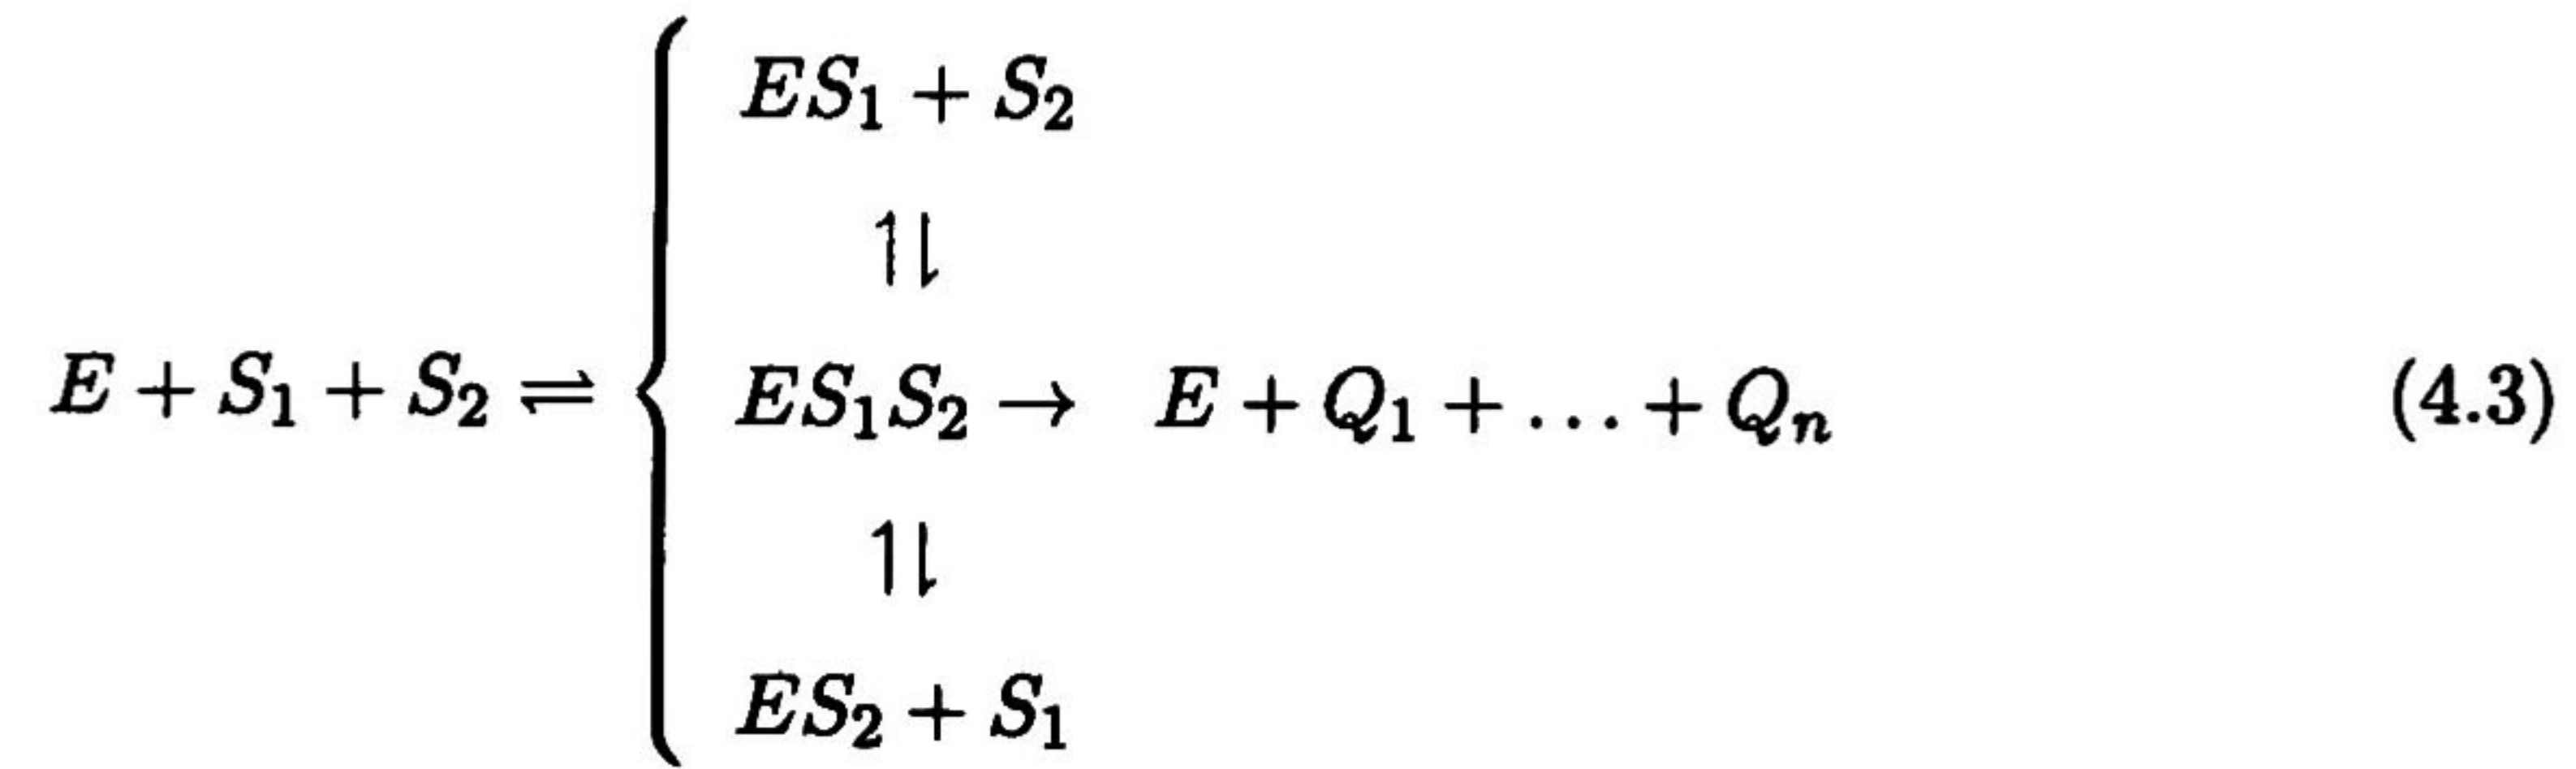 ES₁ + S₂
↿⇂
E + S₁ + S₂ ⇌ { ES₁S₂ → E + Q₁ + ... + Qₙ (4.3)
↿⇂
ES₂ + S₁